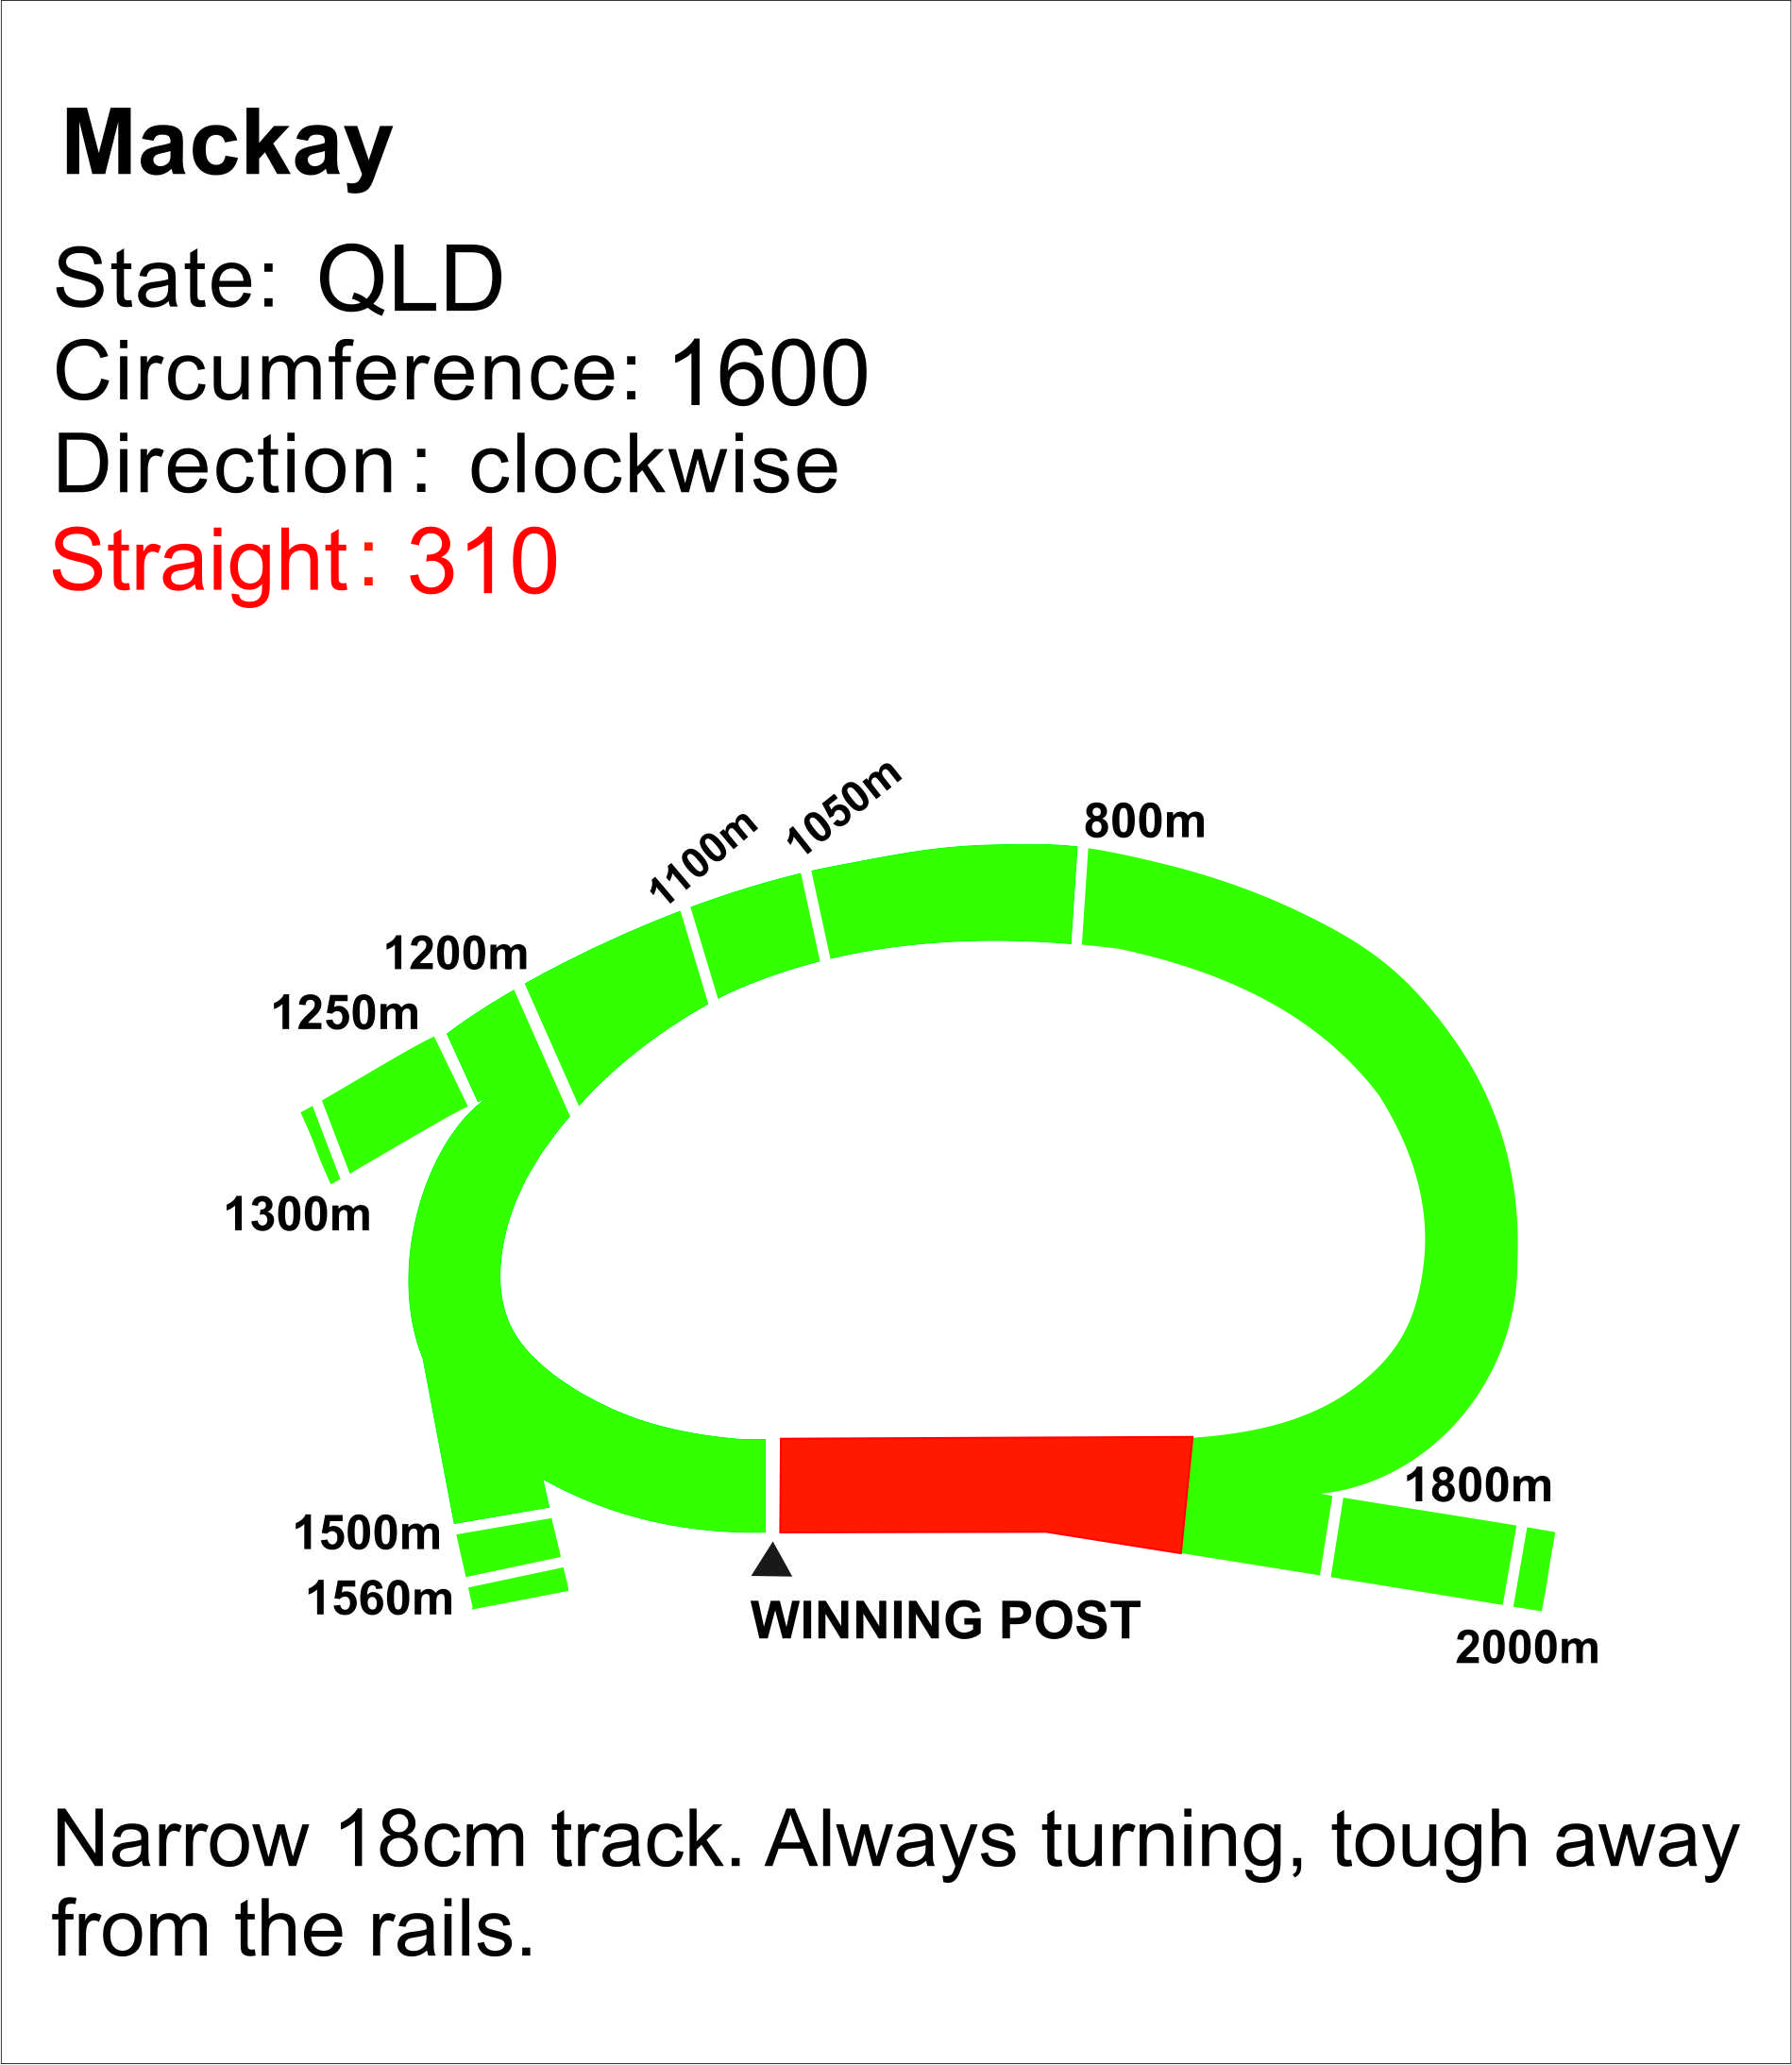 Mackay
State: QLD
Circumference: 1600
Direction : clockwise
Straight : 310
1050m
800m
1100m
1200m
1250m
1300m
1800m
1500m
1560m
WINNING POST
2000m
Narrow 18cm track. Always turning, tough away
from the rails.